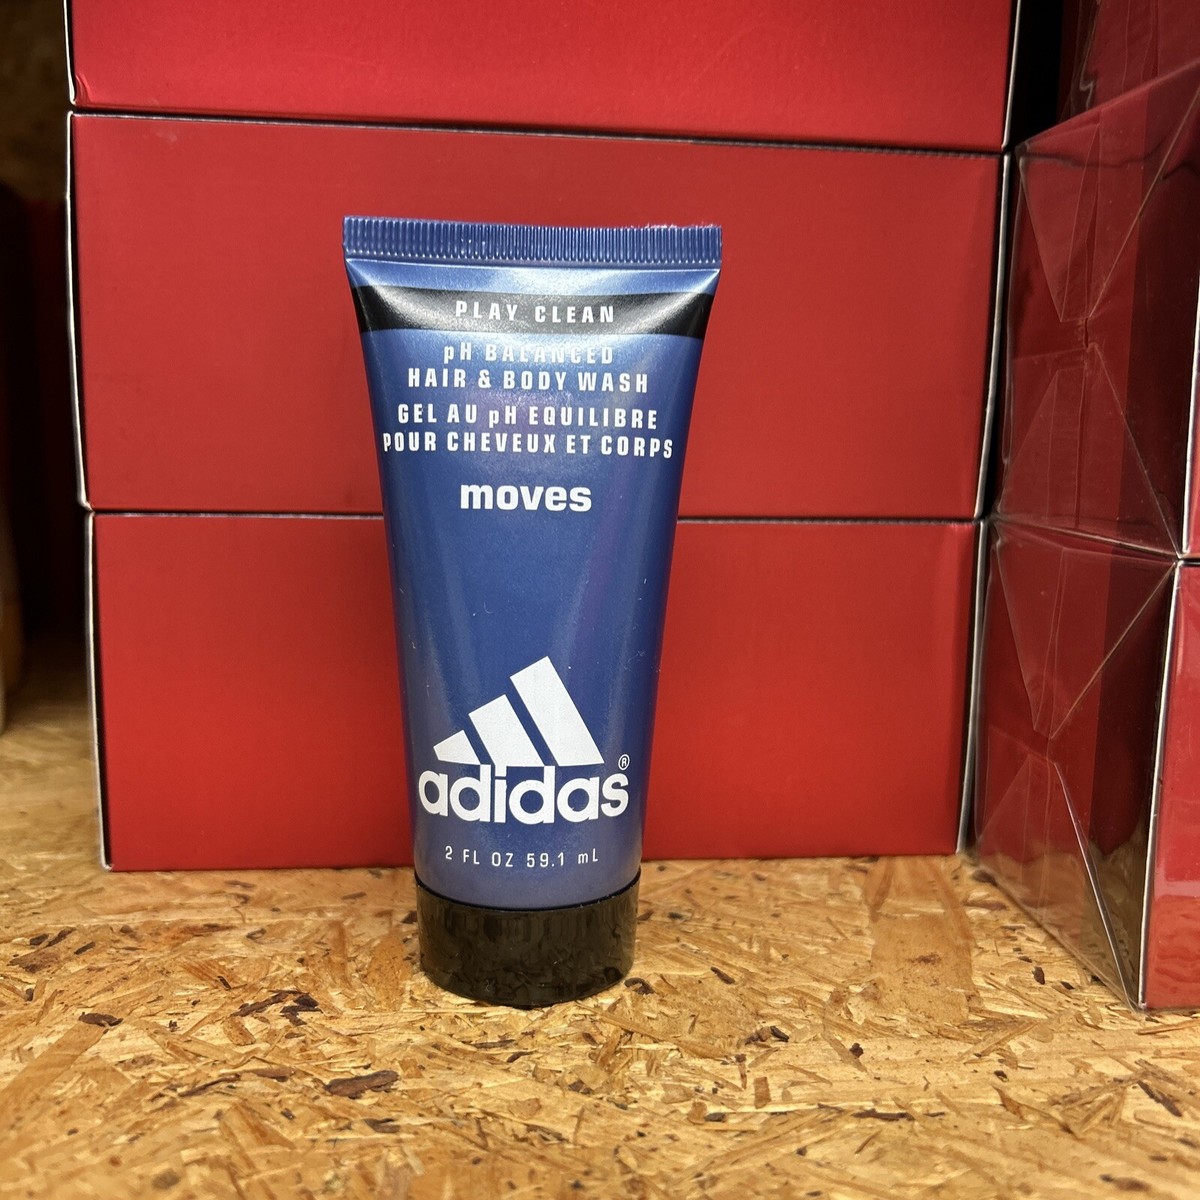 PLAY CLEAN
pH BALANCED
HAIR & BODY WASH
GEL AU pH EQUILIBRE
POUR CHEVEUX ET CORPS
moves
adidas®
2 FL OZ 59.1 mL